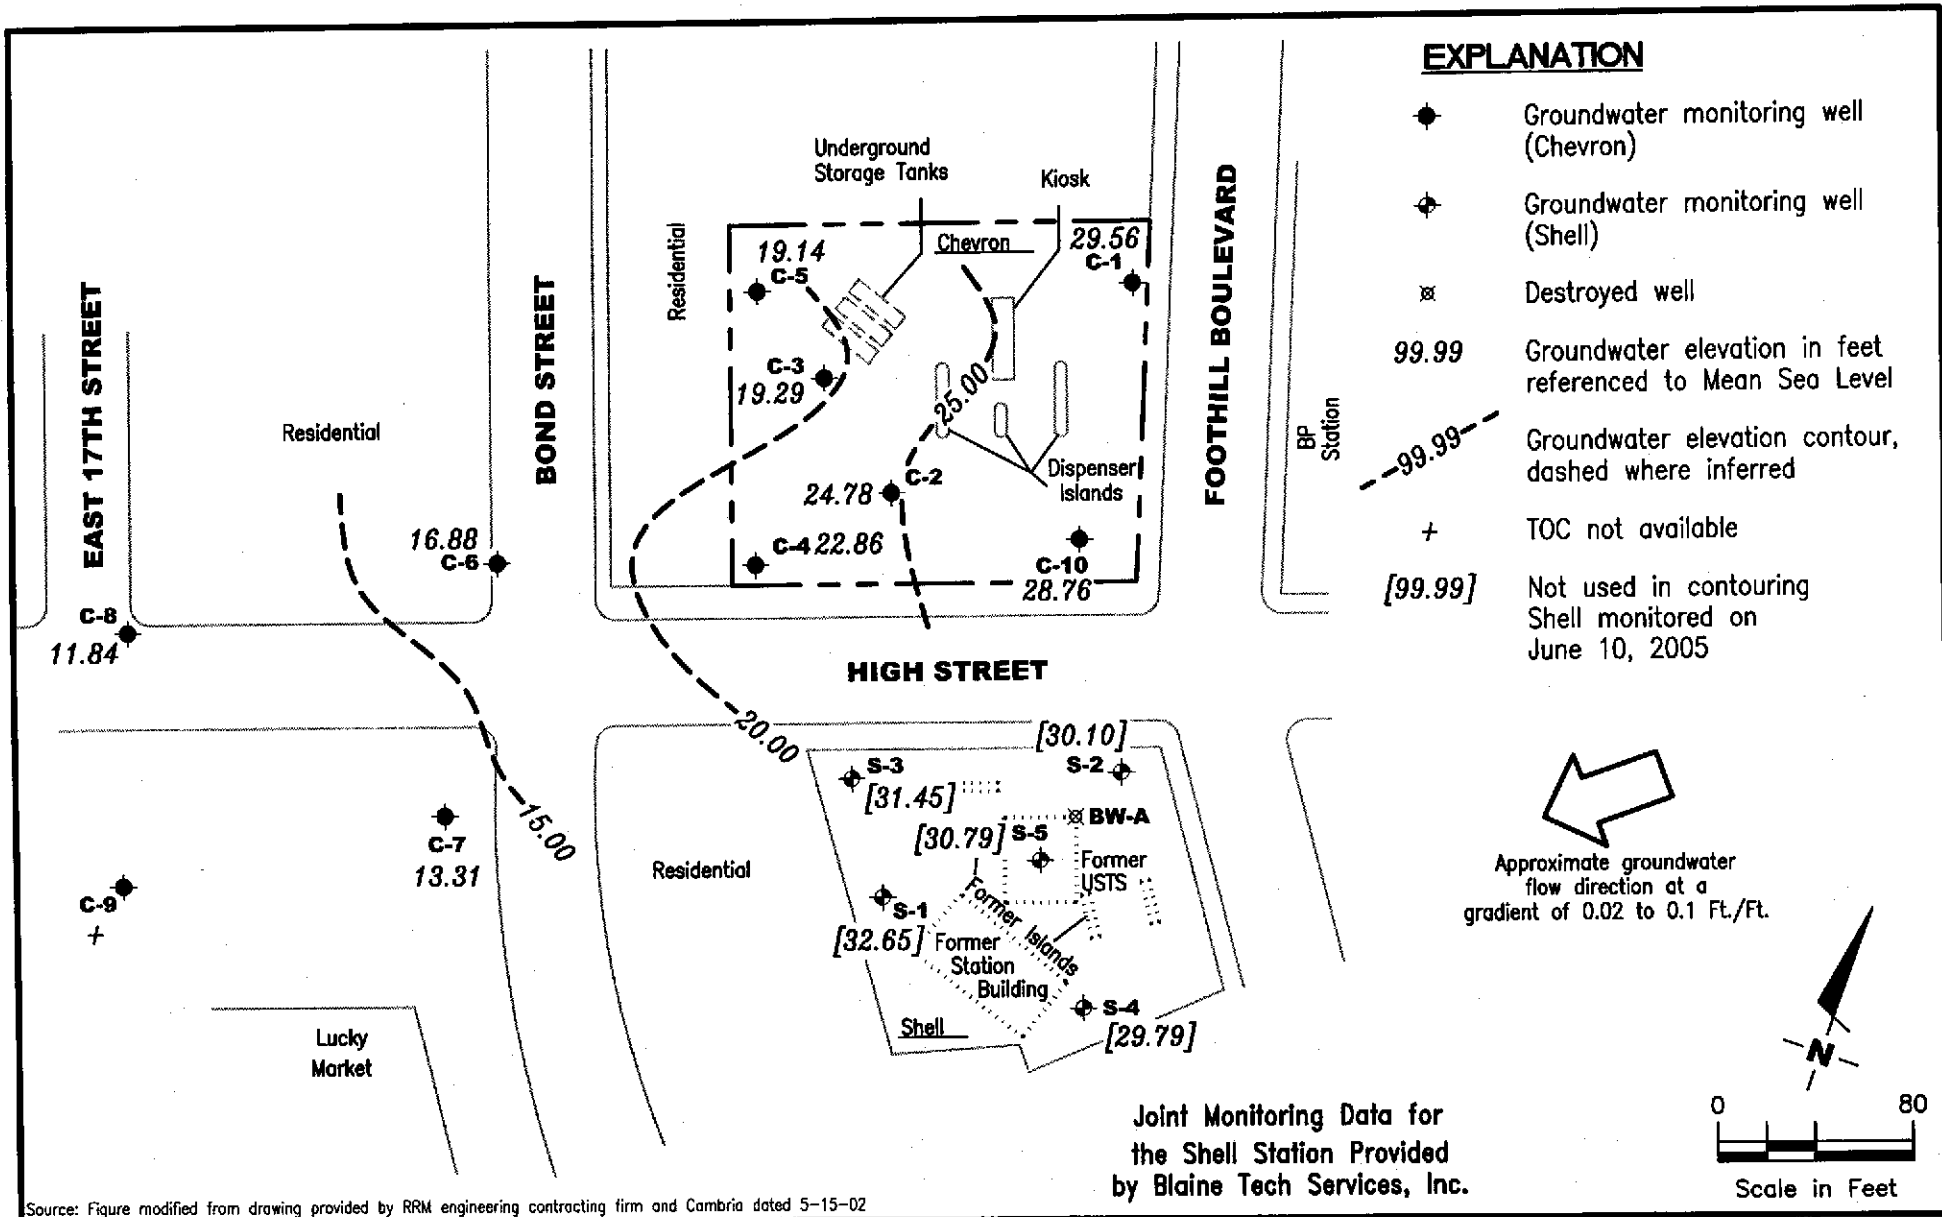 EXPLANATION
Groundwater monitoring well
(Chevron)
Groundwater monitoring well
(Shell)
Destroyed well
99.99
Groundwater elevation in feet
referenced to Mean Sea Level
99.99
Groundwater elevation contour,
dashed where inferred
+
TOC not available
[99.99]
Not used in contouring
Shell monitored on
June 10, 2005
Underground
Storage Tanks
Kiosk
Residential
19.14
C-5
Chevron
29.56
C-1
C-3
19.29
25.00
C-2
24.78
Dispenser
Islands
C-4 22.86
C-10
28.76
EAST 17TH STREET
BOND STREET
FOOTHILL BOULEVARD
BP
Station
Residential
16.88
C-6
C-8
11.84
HIGH STREET
20.00
15.00
C-7
13.31
C-9
+
Lucky
Market
Residential
[30.10]
S-2
S-3
[31.45]
[30.79]
S-5
BW-A
Former
USTS
S-1
[32.65]
Former Islands
Former
Station
Building
S-4
[29.79]
Shell
Approximate groundwater
flow direction at a
gradient of 0.02 to 0.1 Ft./Ft.
N
0 80
Scale in Feet
Joint Monitoring Data for
the Shell Station Provided
by Blaine Tech Services, Inc.
Source: Figure modified from drawing provided by RRM engineering contracting firm and Cambria dated 5-15-02